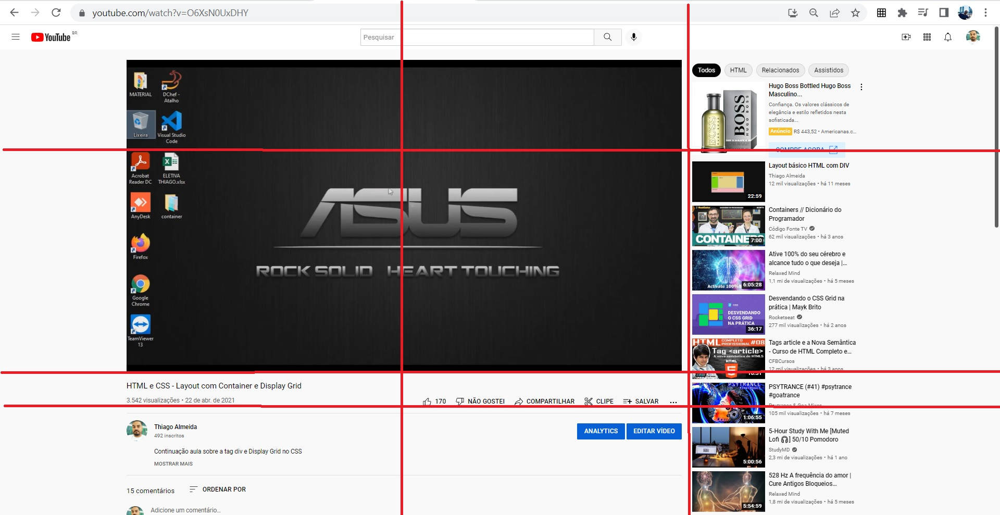 youtube.com/watch?v=O6XsN0UxDHY
YouTube BR
Pesquisar
MATERIAL
DChef -
Atalho
Lixeira
Visual Studio
Code
Acrobat
Reader DC
ELETIVA
THIAGO.xlsx
AnyDesk
container
Firefox
Google
Chrome
TeamViewer
13
ASUS
ROCK SOLID HEART TOUCHING
HTML e CSS - Layout com Container e Display Grid
3.542 visualizações • 22 de abr. de 2021
170
NÃO GOSTEI
COMPARTILHAR
CLIPE
SALVAR
Thiago Almeida
492 inscritos
ANALYTICS
EDITAR VÍDEO
Continuação aula sobre a tag div e Display Grid no CSS
MOSTRAR MAIS
15 comentários
ORDENAR POR
Adicione um comentário...
Todos
HTML
Relacionados
Assistidos
BOSS
HUGO BOSS
BOTTLED
BOSS
HUGO BOSS
Hugo Boss Bottled Hugo Boss
Masculino...
Confiança. Os valores clássicos de
elegância e estilo refletidos nesta
sofisticada...
Anúncio R$ 443,52 • Americanas.c...
COMPRE AGORA
22:59
Layout básico HTML com DIV
Thiago Almeida
12 mil visualizações • há 11 meses
HostGator
CONTAINERS
7:00
Containers // Dicionário do
Programador
Código Fonte TV
62 mil visualizações • há 3 anos
Activate 100%
6:05:28
Ative 100% do seu cérebro e
alcance tudo o que deseja |...
Relaxed Mind
1,1 mi de visualizações • há 5 meses
CSS
DESVENDANDO
O CSS GRID
NA PRÁTICA
36:17
Desvendando o CSS Grid na
prática | Mayk Brito
Rocketseat
277 mil visualizações • há 2 anos
HTML COMPLETO PROFISSIONAL #08
Tag <article>
A nova semântica de HTML5
HTML
5
Tags article e a Nova Semântica
- Curso de HTML Completo e...
CFBCursos
12 mil visualizações • há 3 anos
PSYTRANCE
1:06:55
PSYTRANCE (#41) #psytrance
#goatrance
Psytrance & Goa Mixes
105 mil visualizações • há 7 meses
5:00:56
5-Hour Study With Me [Muted
Lofi 🎧] 50/10 Pomodoro
StudyMD
2,3 mi de visualizações • há 1 ano
5:54:59
528 Hz A frequência do amor |
Cure Antigos Bloqueios...
Relaxed Mind
1,8 mi de visualizações • há 5 meses